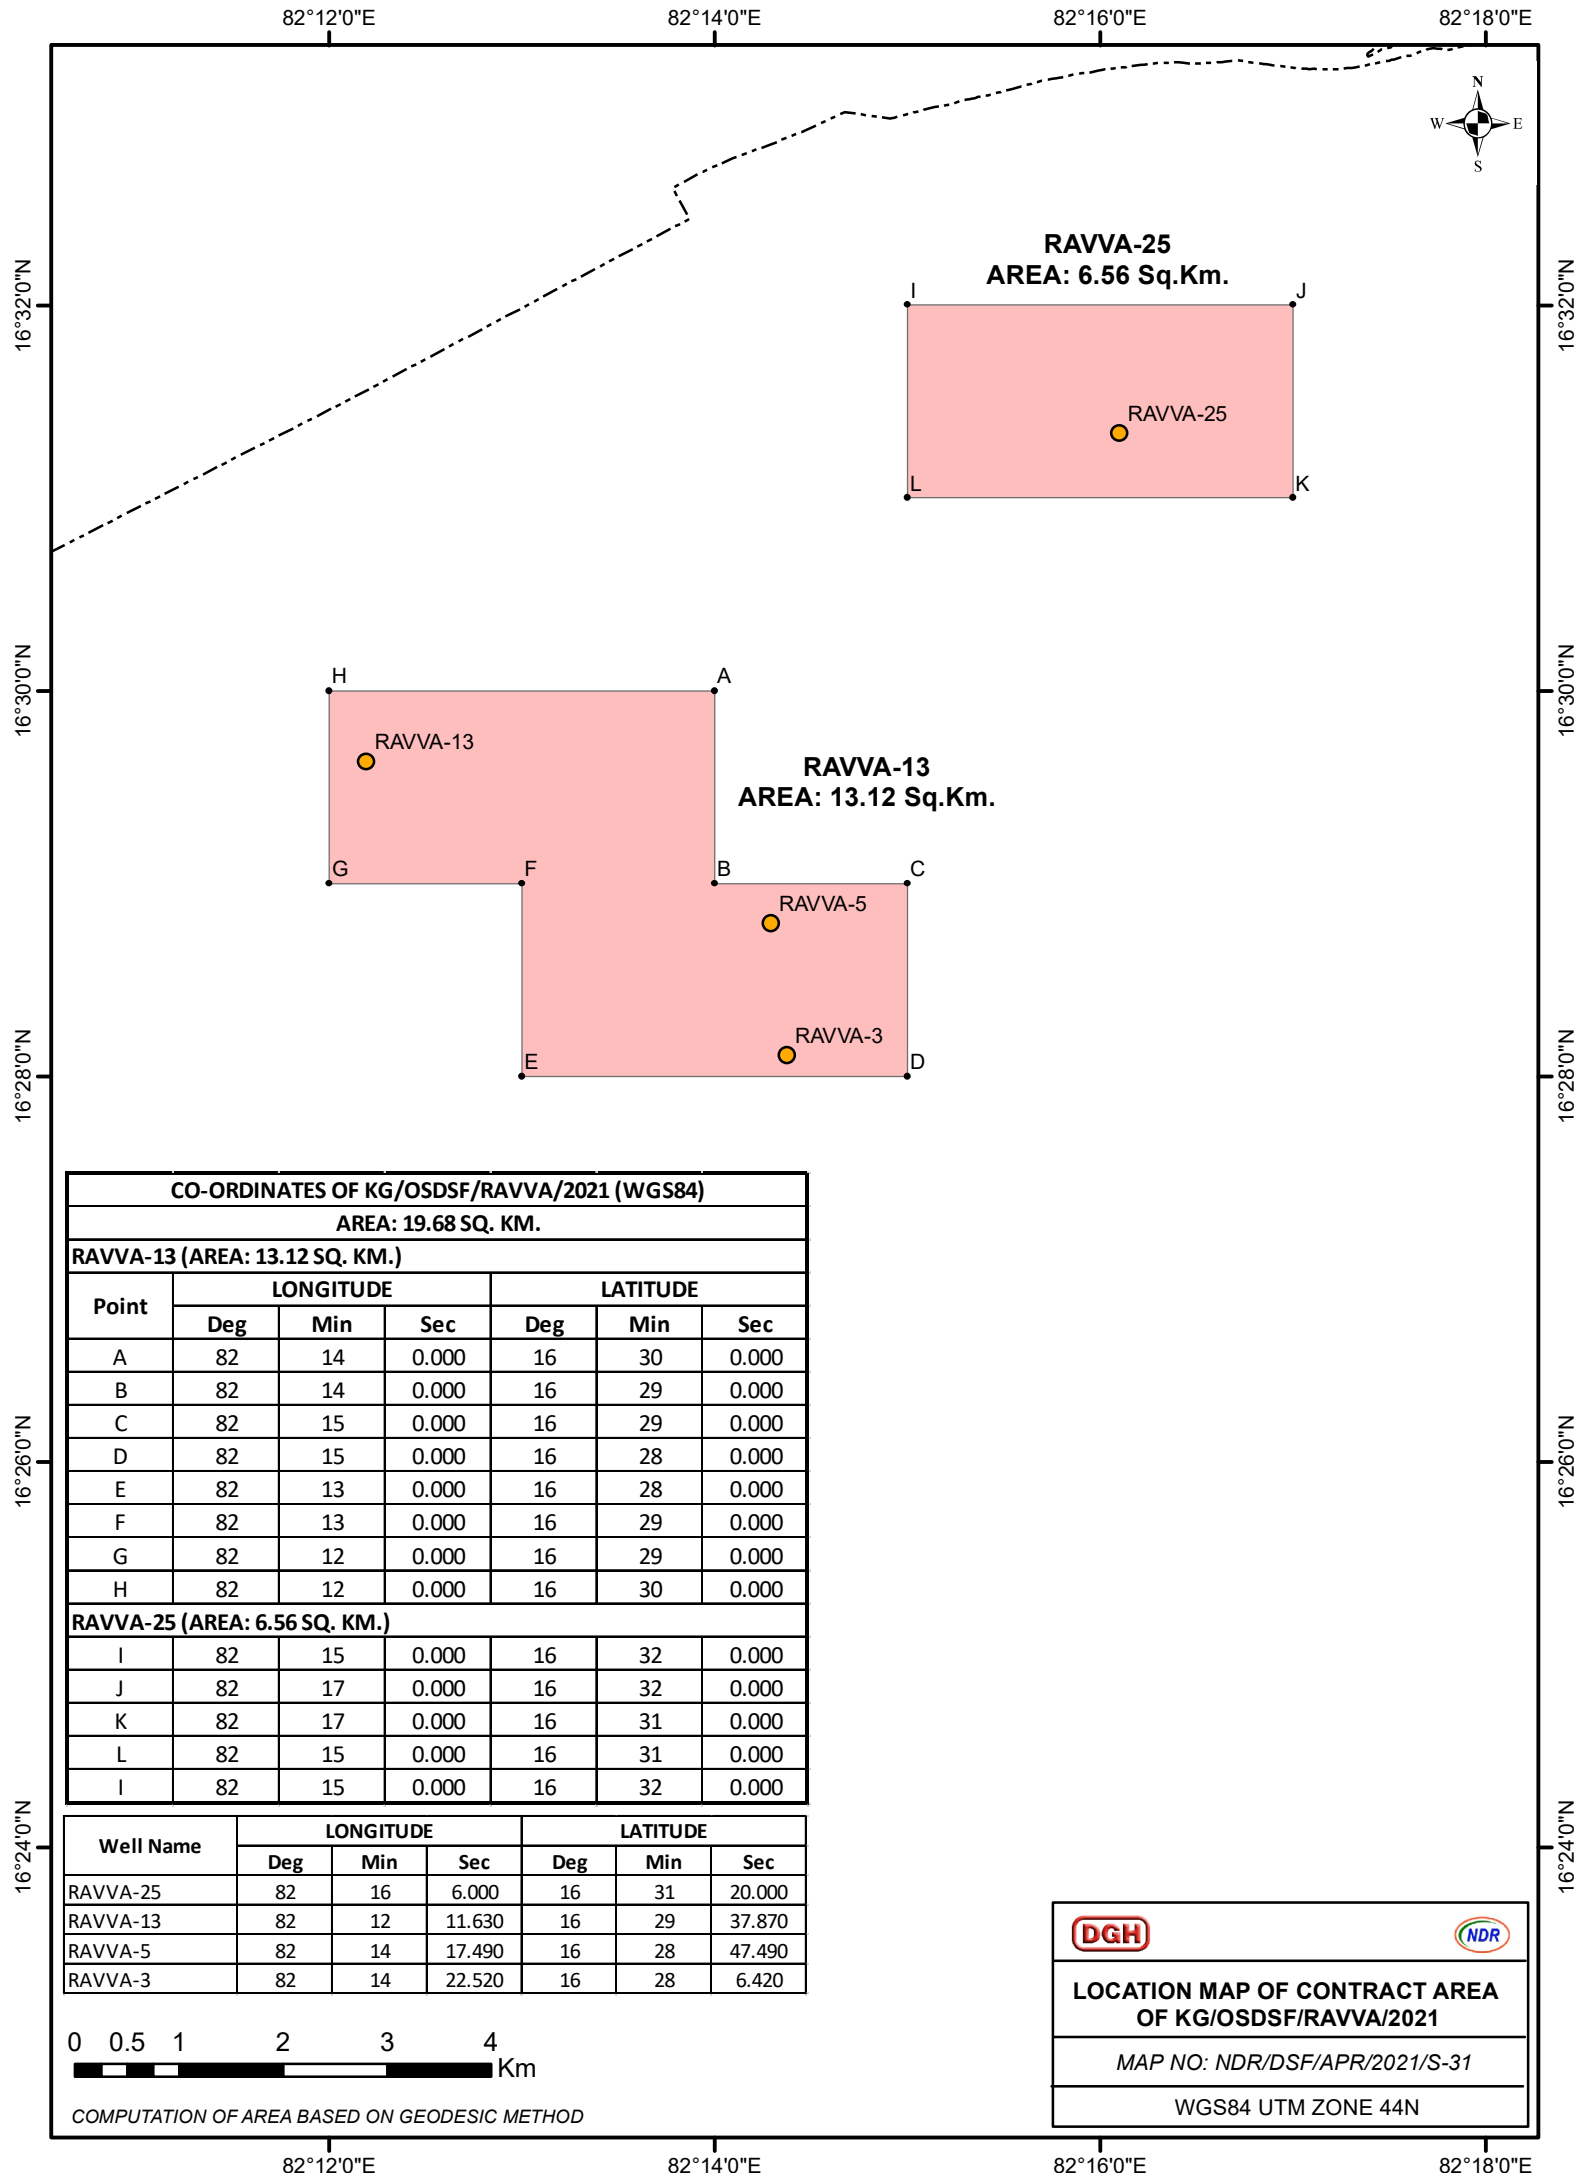 82°12'0"E 82°14'0"E 82°16'0"E 82°18'0"E
N
W E
S
16°32'0"N 16°32'0"N
16°30'0"N 16°30'0"N
16°28'0"N 16°28'0"N
16°26'0"N 16°26'0"N
16°24'0"N 16°24'0"N
RAVVA-25
AREA: 6.56 Sq.Km.
I J
RAVVA-25
L K
H A
RAVVA-13
RAVVA-13
AREA: 13.12 Sq.Km.
G F B C
RAVVA-5
RAVVA-3
E D
CO-ORDINATES OF KG/OSDSF/RAVVA/2021 (WGS84)
AREA: 19.68 SQ. KM.
RAVVA-13 (AREA: 13.12 SQ. KM.)
Point LONGITUDE LATITUDE
Deg Min Sec Deg Min Sec
A 82 14 0.000 16 30 0.000
B 82 14 0.000 16 29 0.000
C 82 15 0.000 16 29 0.000
D 82 15 0.000 16 28 0.000
E 82 13 0.000 16 28 0.000
F 82 13 0.000 16 29 0.000
G 82 12 0.000 16 29 0.000
H 82 12 0.000 16 30 0.000
RAVVA-25 (AREA: 6.56 SQ. KM.)
I 82 15 0.000 16 32 0.000
J 82 17 0.000 16 32 0.000
K 82 17 0.000 16 31 0.000
L 82 15 0.000 16 31 0.000
I 82 15 0.000 16 32 0.000
Well Name LONGITUDE LATITUDE
Deg Min Sec Deg Min Sec
RAVVA-25 82 16 6.000 16 31 20.000
RAVVA-13 82 12 11.630 16 29 37.870
RAVVA-5 82 14 17.490 16 28 47.490
RAVVA-3 82 14 22.520 16 28 6.420
0 0.5 1 2 3 4
Km
COMPUTATION OF AREA BASED ON GEODESIC METHOD
DGH NDR
LOCATION MAP OF CONTRACT AREA
OF KG/OSDSF/RAVVA/2021
MAP NO: NDR/DSF/APR/2021/S-31
WGS84 UTM ZONE 44N
82°12'0"E 82°14'0"E 82°16'0"E 82°18'0"E